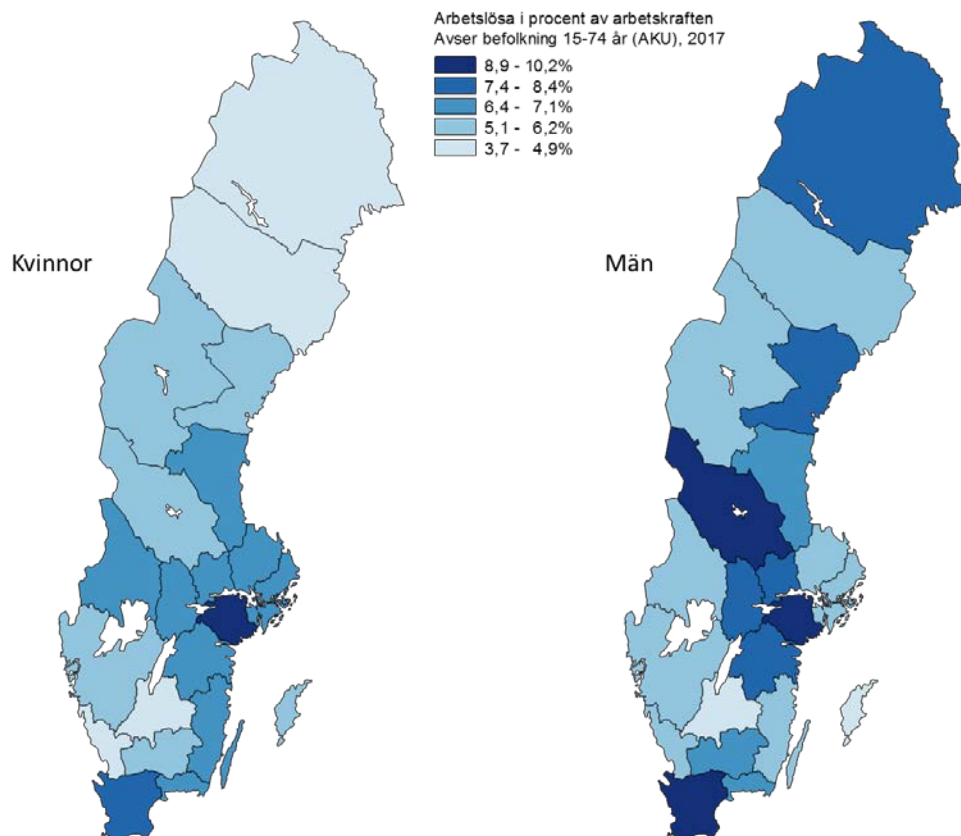 Arbetslösa i procent av arbetskraften
Avser befolkning 15-74 år (AKU), 2017
8,9 - 10,2%
7,4 - 8,4%
6,4 - 7,1%
5,1 - 6,2%
3,7 - 4,9%
Kvinnor
Män